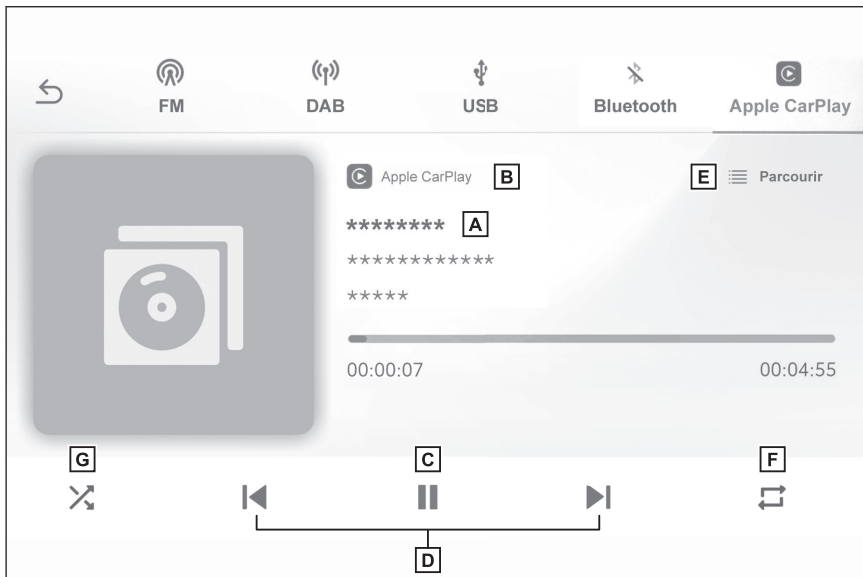 FM DAB USB Bluetooth Apple CarPlay
Apple CarPlay B E Parcourir
******** A
************
*****
00:00:07 00:04:55
G C F
D